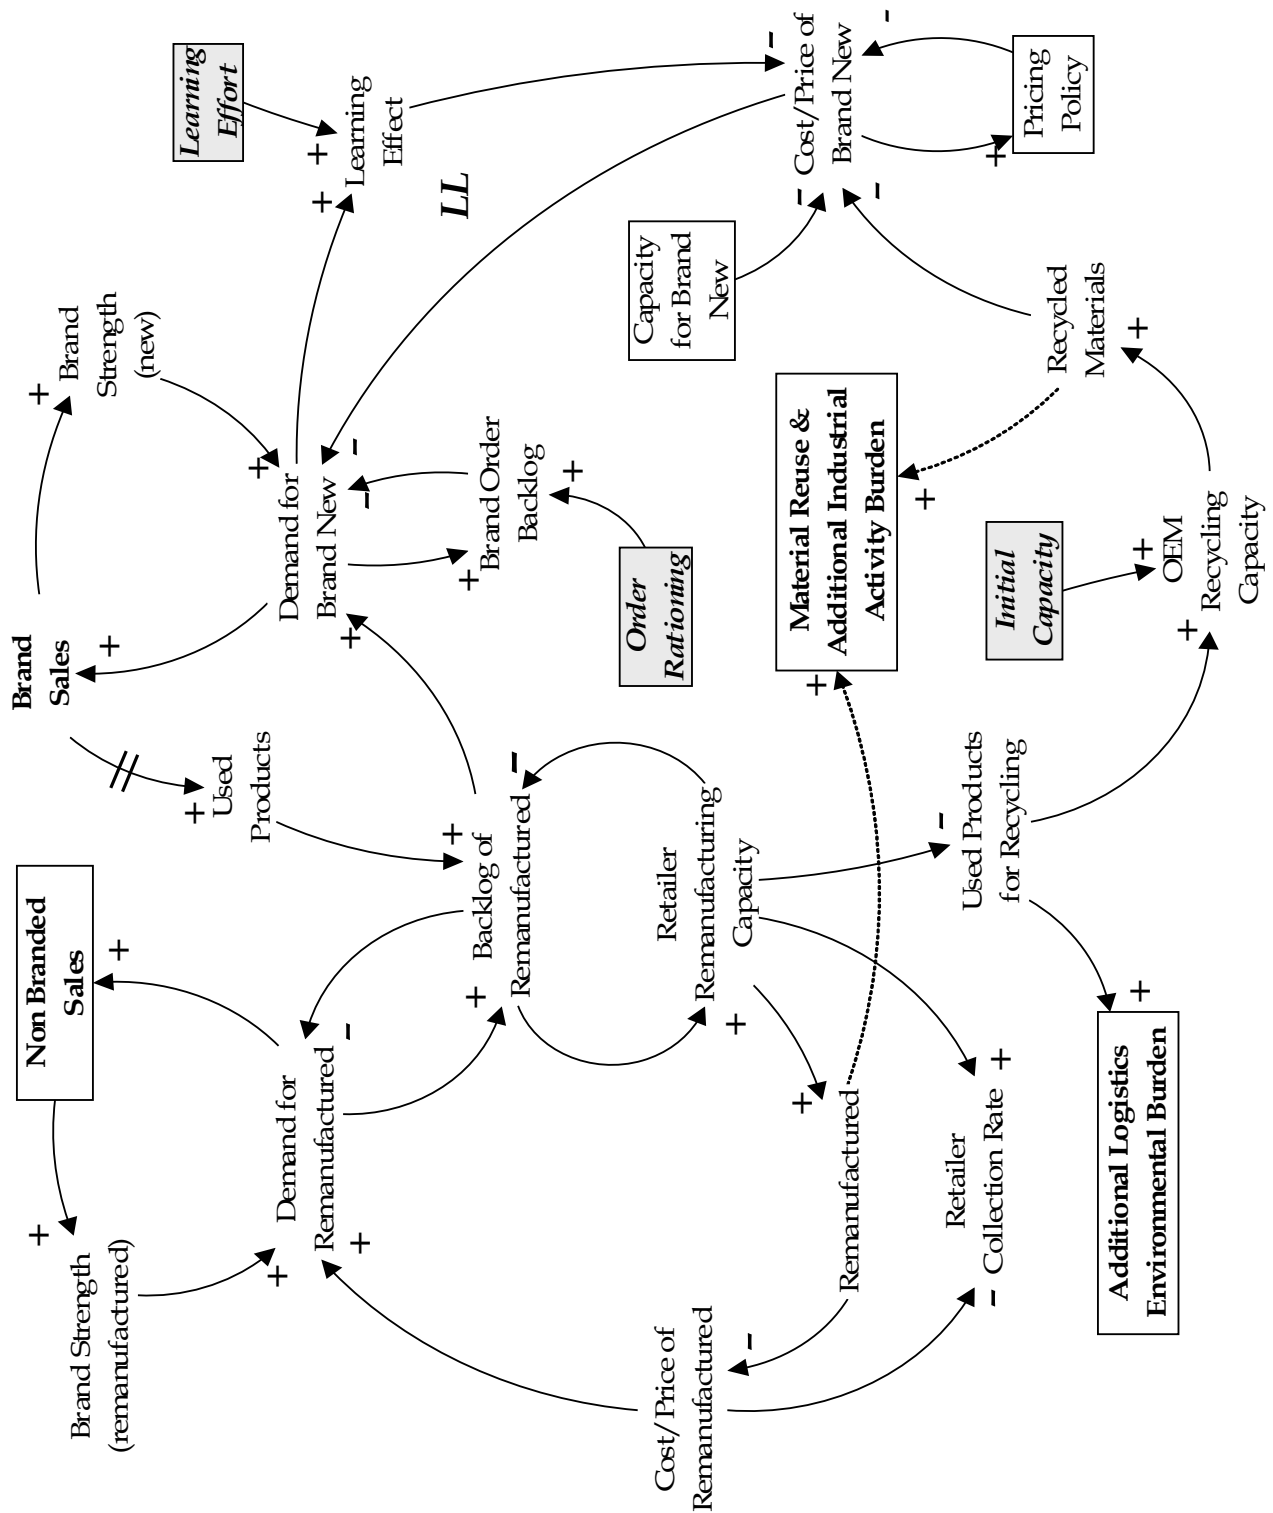 Non Branded
Sales
+
Brand
Sales
+
Brand Strength
(remanufactured)
+
Brand
Strength
(new)
+
Learning
Effort
Used
Products
+
Demand for
Remanufactured
+
+
−
Demand for
Brand New
+
+
−
−
Learning
Effect
+
+
LL
Backlog of
Remanufactured
+
+
−
Brand Order
Backlog
+
+
Order
Rationing
Capacity
for Brand
New
Cost/Price of
Remanufactured
−
Retailer
Remanufacturing
Capacity
+
Cost/Price of
Brand New
−
−
−
−
Material Reuse &
Additional Industrial
Activity Burden
+
+
Remanufactured
+
Retailer
Collection Rate
−
+
Used Products
for Recycling
−
Initial
Capacity
Recycled
Materials
+
Pricing
Policy
+
Additional Logistics
Environmental Burden
+
OEM
Recycling
Capacity
+
+